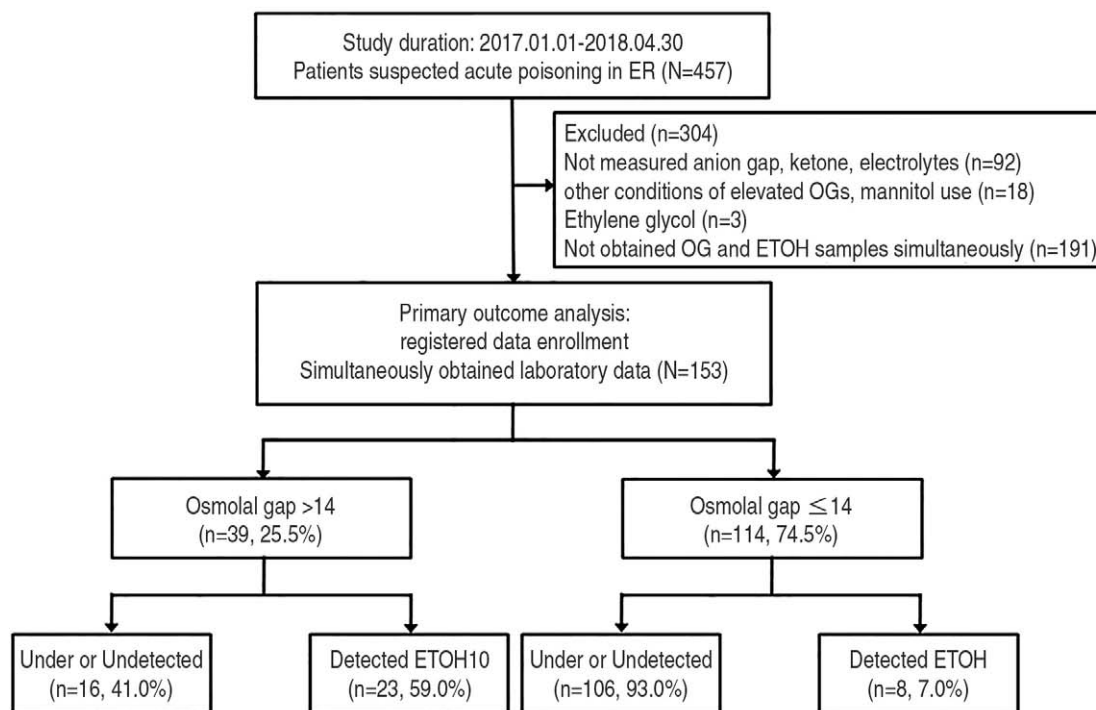 Study duration: 2017.01.01-2018.04.30
Patients suspected acute poisoning in ER (N=457)
Excluded (n=304)
Not measured anion gap, ketone, electrolytes (n=92)
other conditions of elevated OGs, mannitol use (n=18)
Ethylene glycol (n=3)
Not obtained OG and ETOH samples simultaneously (n=191)
Primary outcome analysis:
registered data enrollment
Simultaneously obtained laboratory data (N=153)
Osmolal gap >14
(n=39, 25.5%)
Osmolal gap ≤14
(n=114, 74.5%)
Under or Undetected
(n=16, 41.0%)
Detected ETOH10
(n=23, 59.0%)
Under or Undetected
(n=106, 93.0%)
Detected ETOH
(n=8, 7.0%)